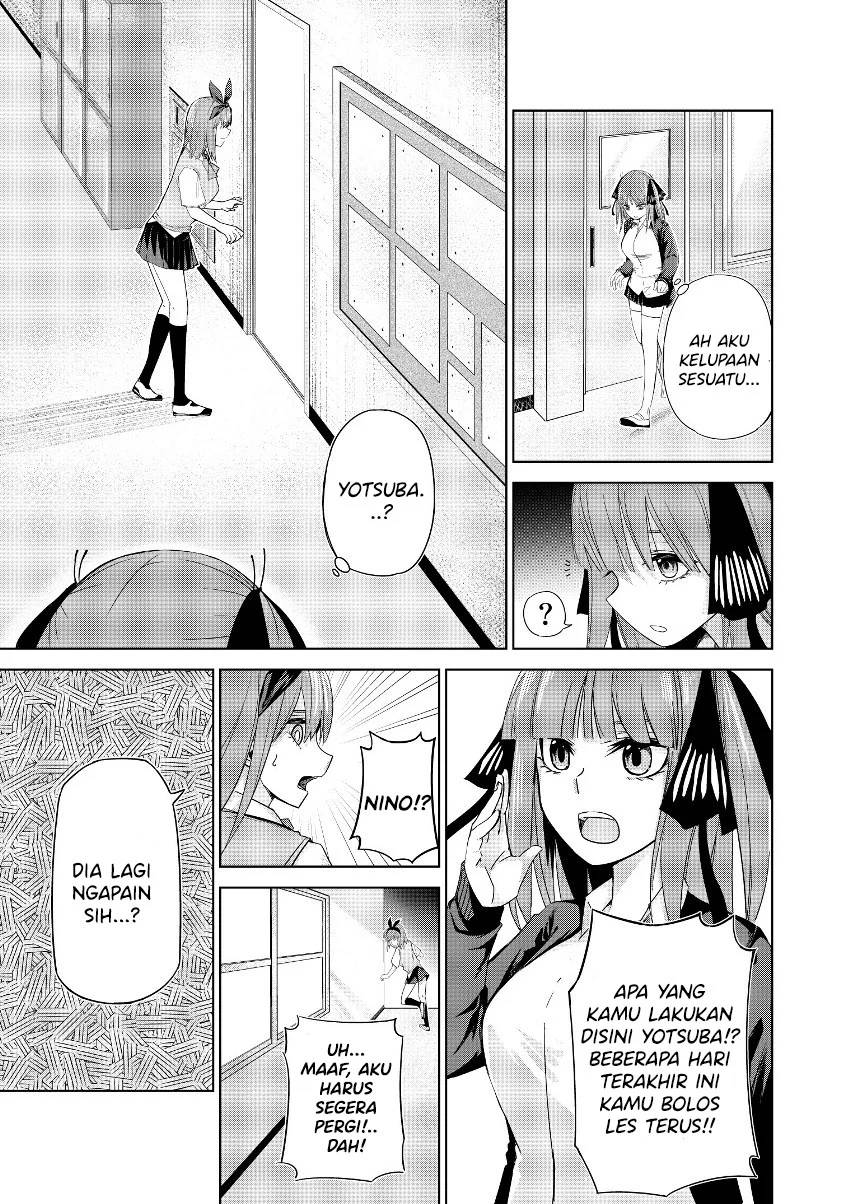 AH AKU
KELUPAAN
SESUATU...
?
YOTSUBA.
..?
APA YANG
KAMU LAKUKAN
DISINI YOTSUBA!?
BEBERAPA HARI
TERAKHIR INI
KAMU BOLOS
LES TERUS!!
NINO!?
UH...
MAAF, AKU
HARUS
SEGERA
PERGI!..
DAH!
DIA LAGI
NGAPAIN
SIH...?